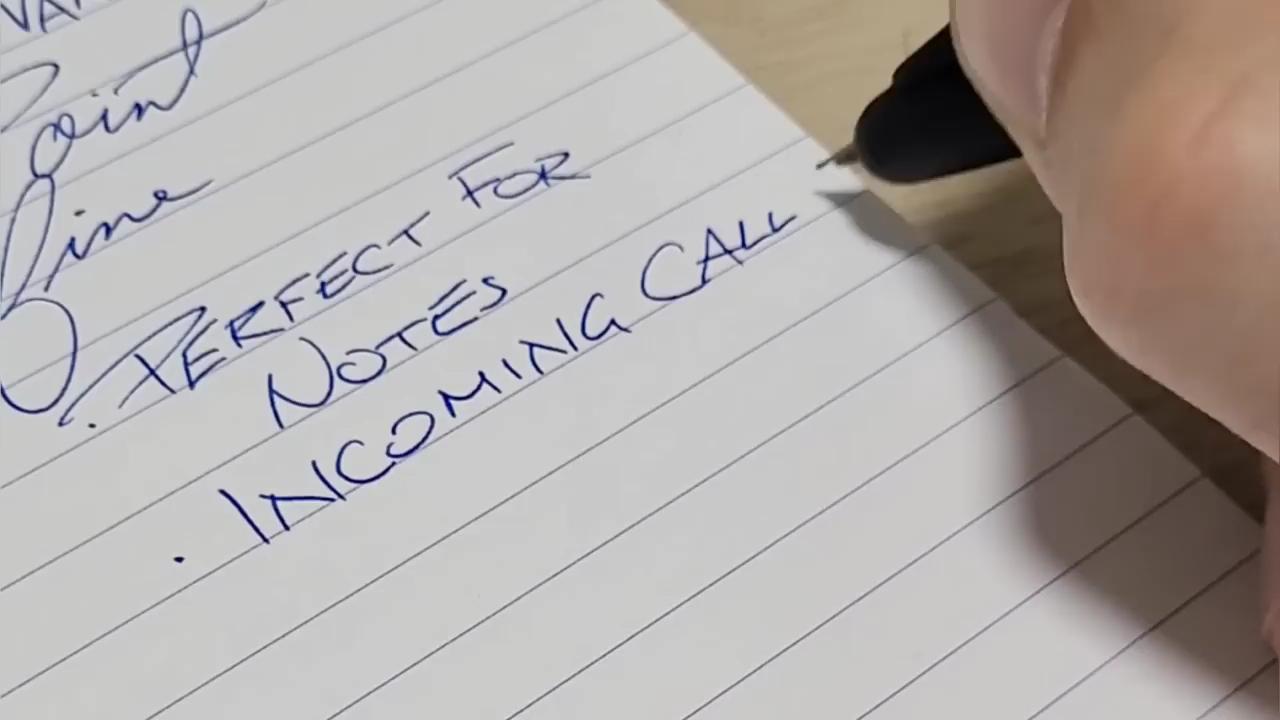 Point
fine
. PERFECT FOR
NOTES
. INCOMING CALL